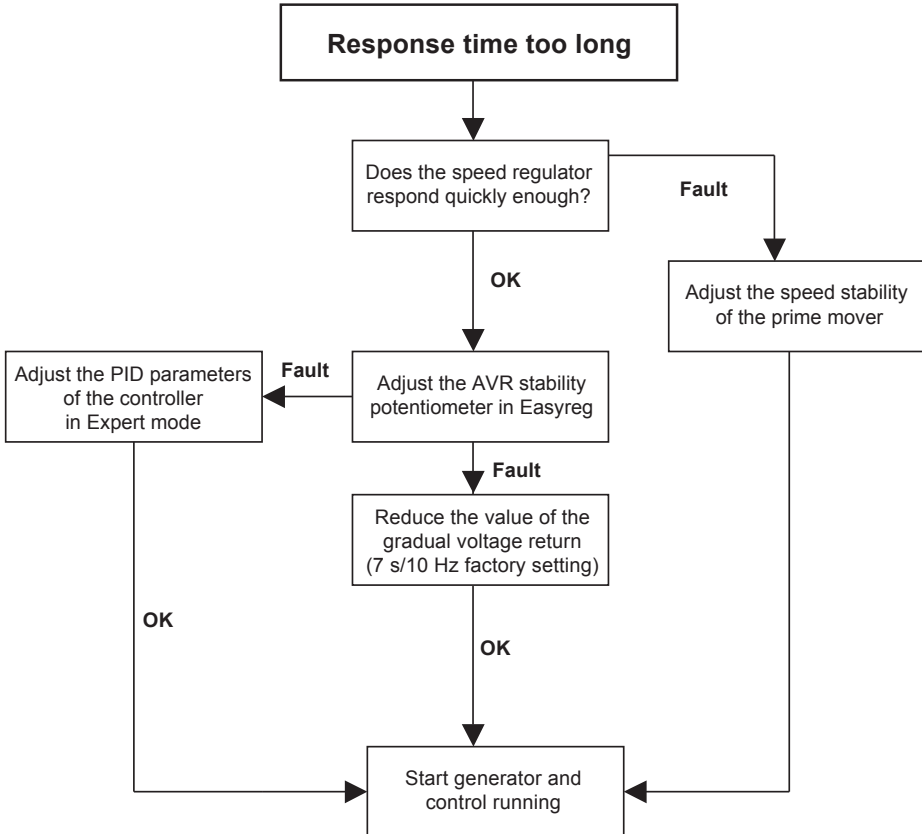 Response time too long
Does the speed regulator
respond quickly enough?
Fault
OK
Adjust the speed stability
of the prime mover
Adjust the PID parameters
of the controller
in Expert mode
Fault
Adjust the AVR stability
potentiometer in Easyreg
Fault
Reduce the value of the
gradual voltage return
(7 s/10 Hz factory setting)
OK
OK
Start generator and
control running